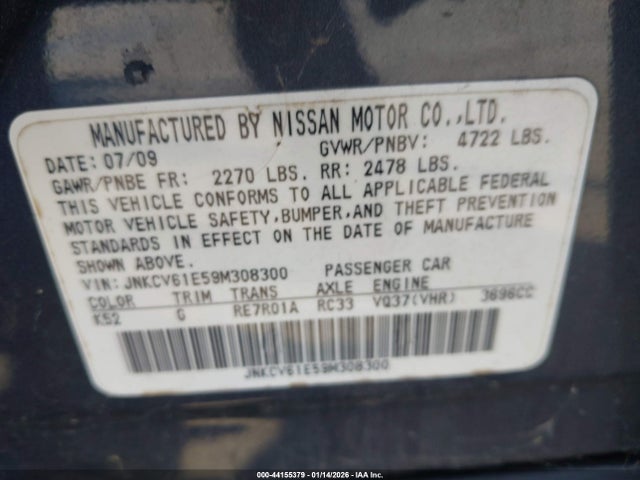 MANUFACTURED BY NISSAN MOTOR CO.,LTD.
DATE: 07/09 GVWR/PNBV: 4722 LBS.
GAWR/PNBE FR: 2270 LBS. RR: 2478 LBS.
THIS VEHICLE CONFORMS TO ALL APPLICABLE FEDERAL
MOTOR VEHICLE SAFETY,BUMPER,AND THEFT PREVENTION
STANDARDS IN EFFECT ON THE DATE OF MANUFACTURE
SHOWN ABOVE.
VIN: JNKCV61E59M308300 PASSENGER CAR
COLOR TRIM TRANS AXLE ENGINE
K52 G RE7R01A RC33 VQ37(VHR) 3696CC
JNKCV61E59M308300
00-44155379 - 01/14/2026 - IAA Inc.